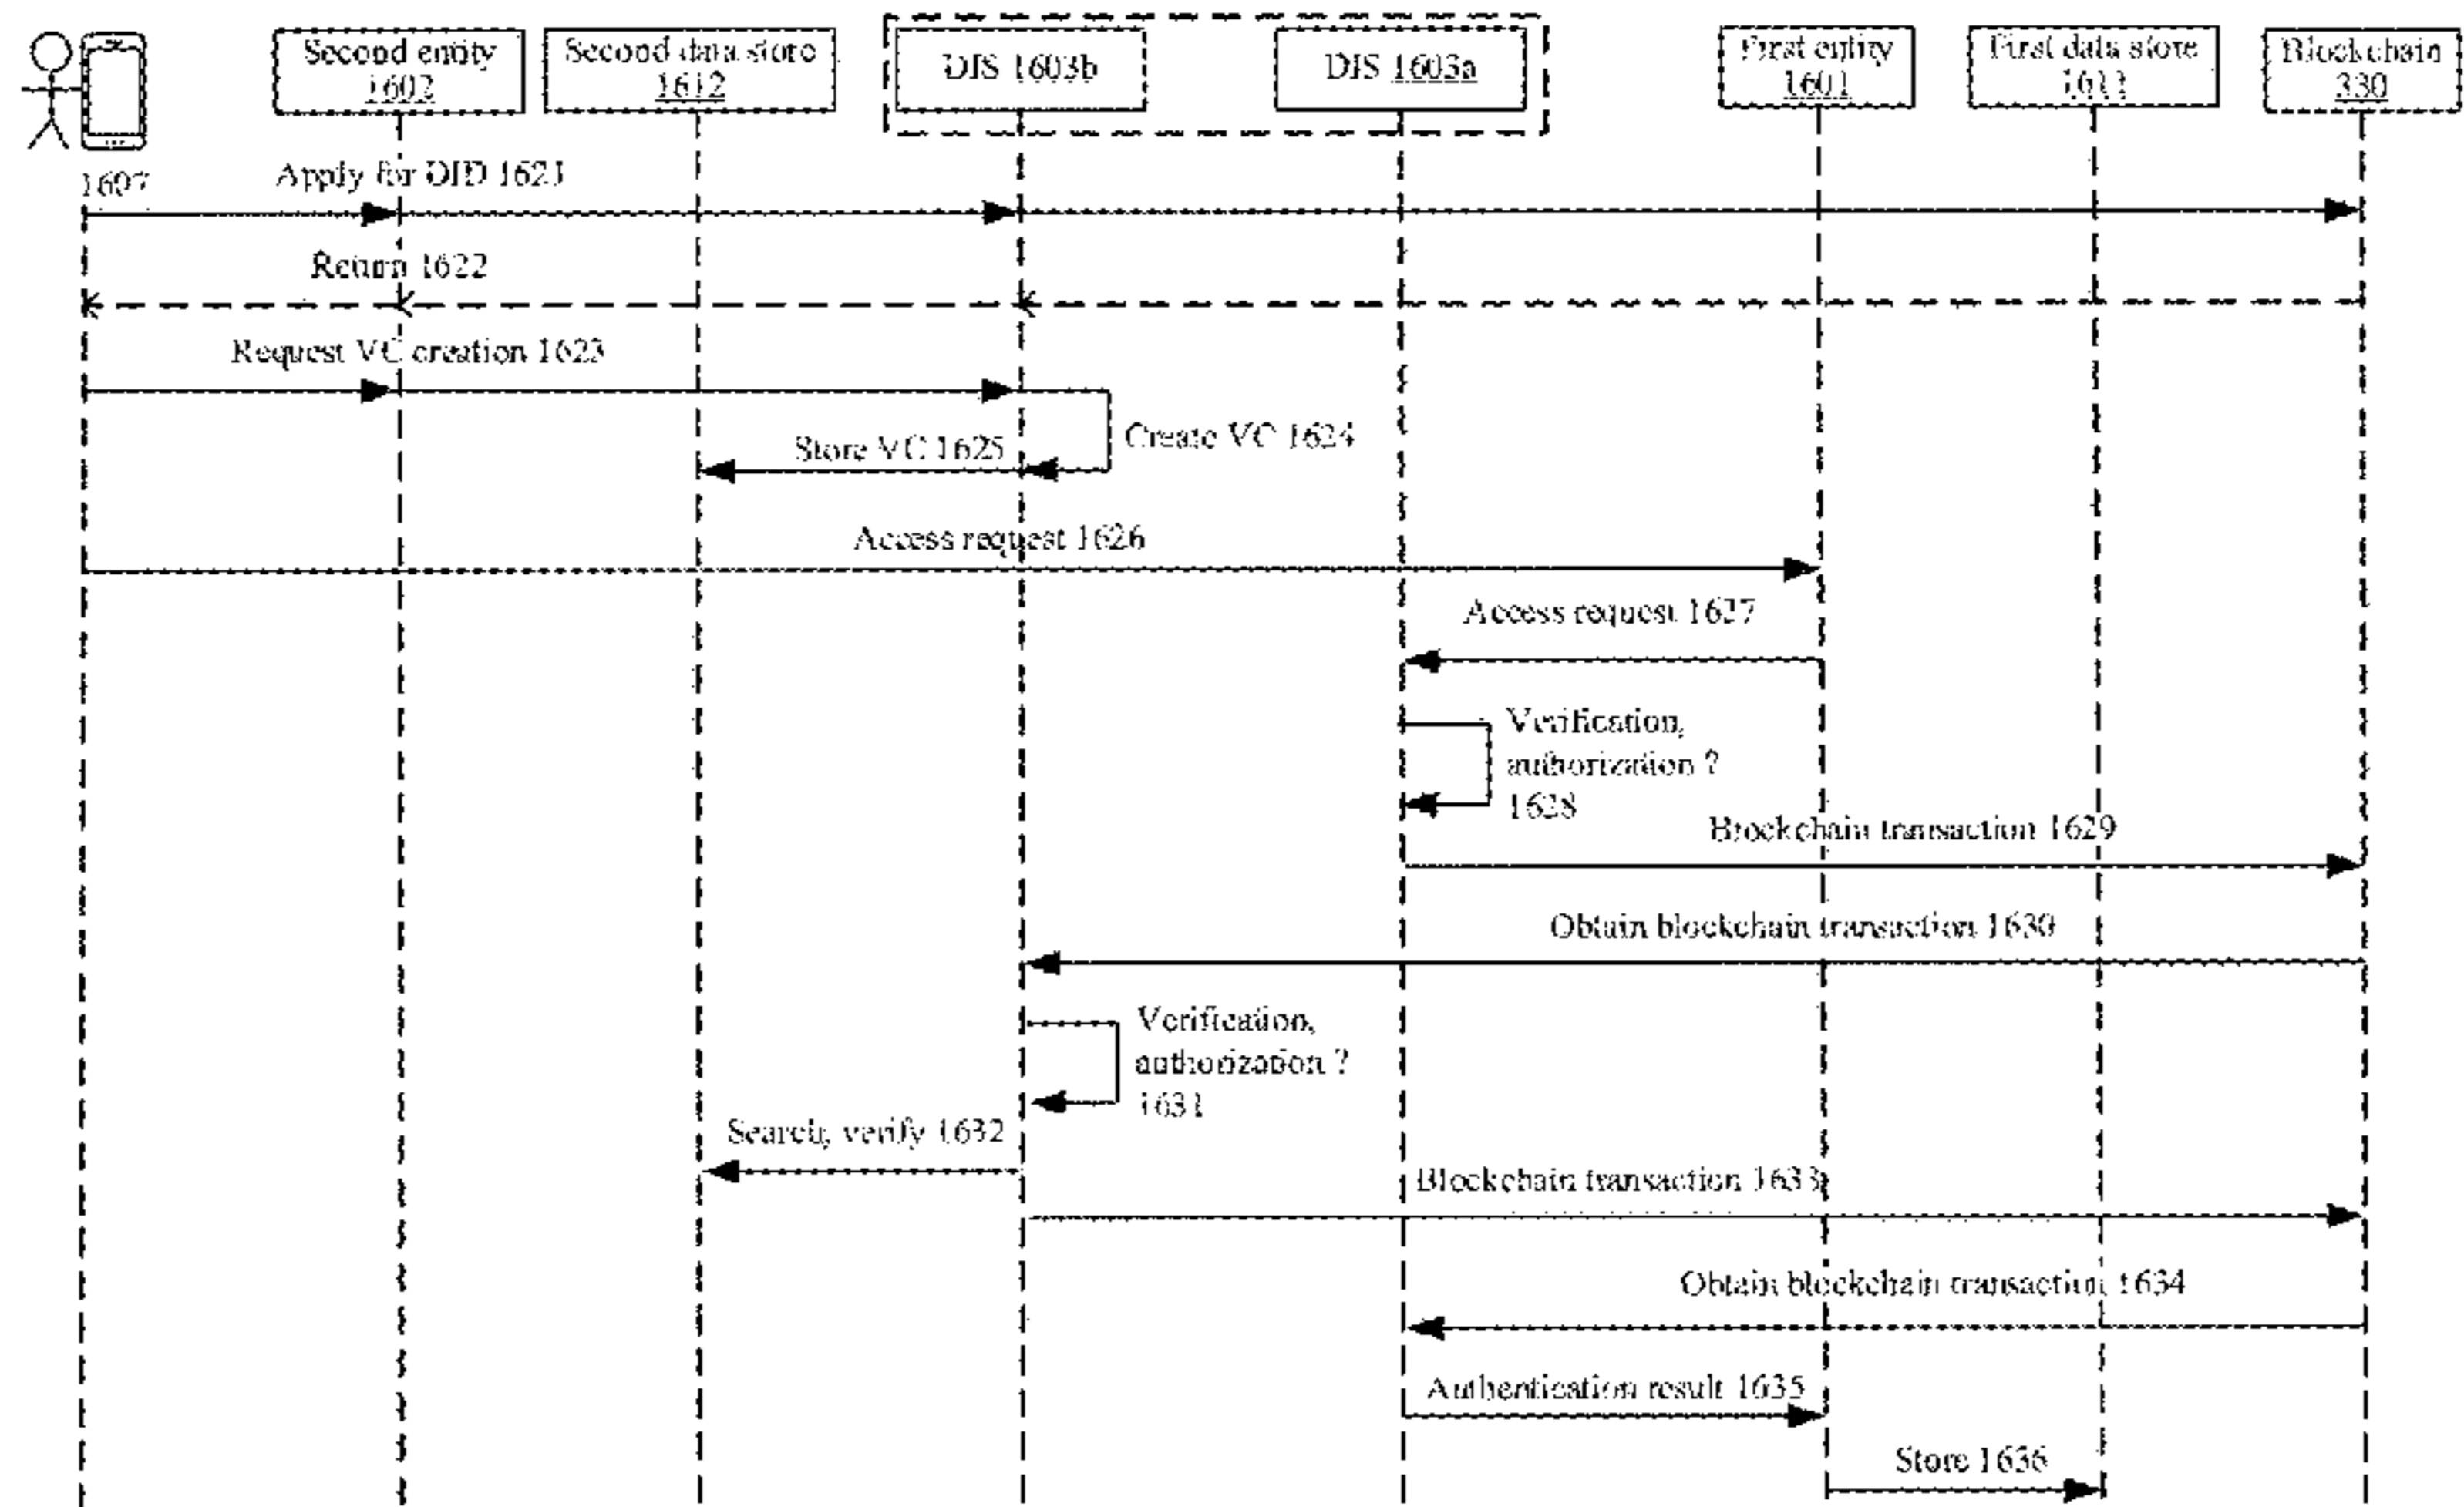 Second entity
1602
Second data store
1612
DIS 1603b
DIS 1603a
First entity
1601
First data store
1611
Blockchain
330
1607
Apply for DID 1621
Return 1622
Request VC creation 1623
Create VC 1624
Store VC 1625
Access request 1626
Access request 1627
Verification,
authorization ?
1628
Blockchain transaction 1629
Obtain blockchain transaction 1630
Verification,
authorization ?
1631
Search, verify 1632
Blockchain transaction 1633
Obtain blockchain transaction 1634
Authentication result 1635
Store 1636